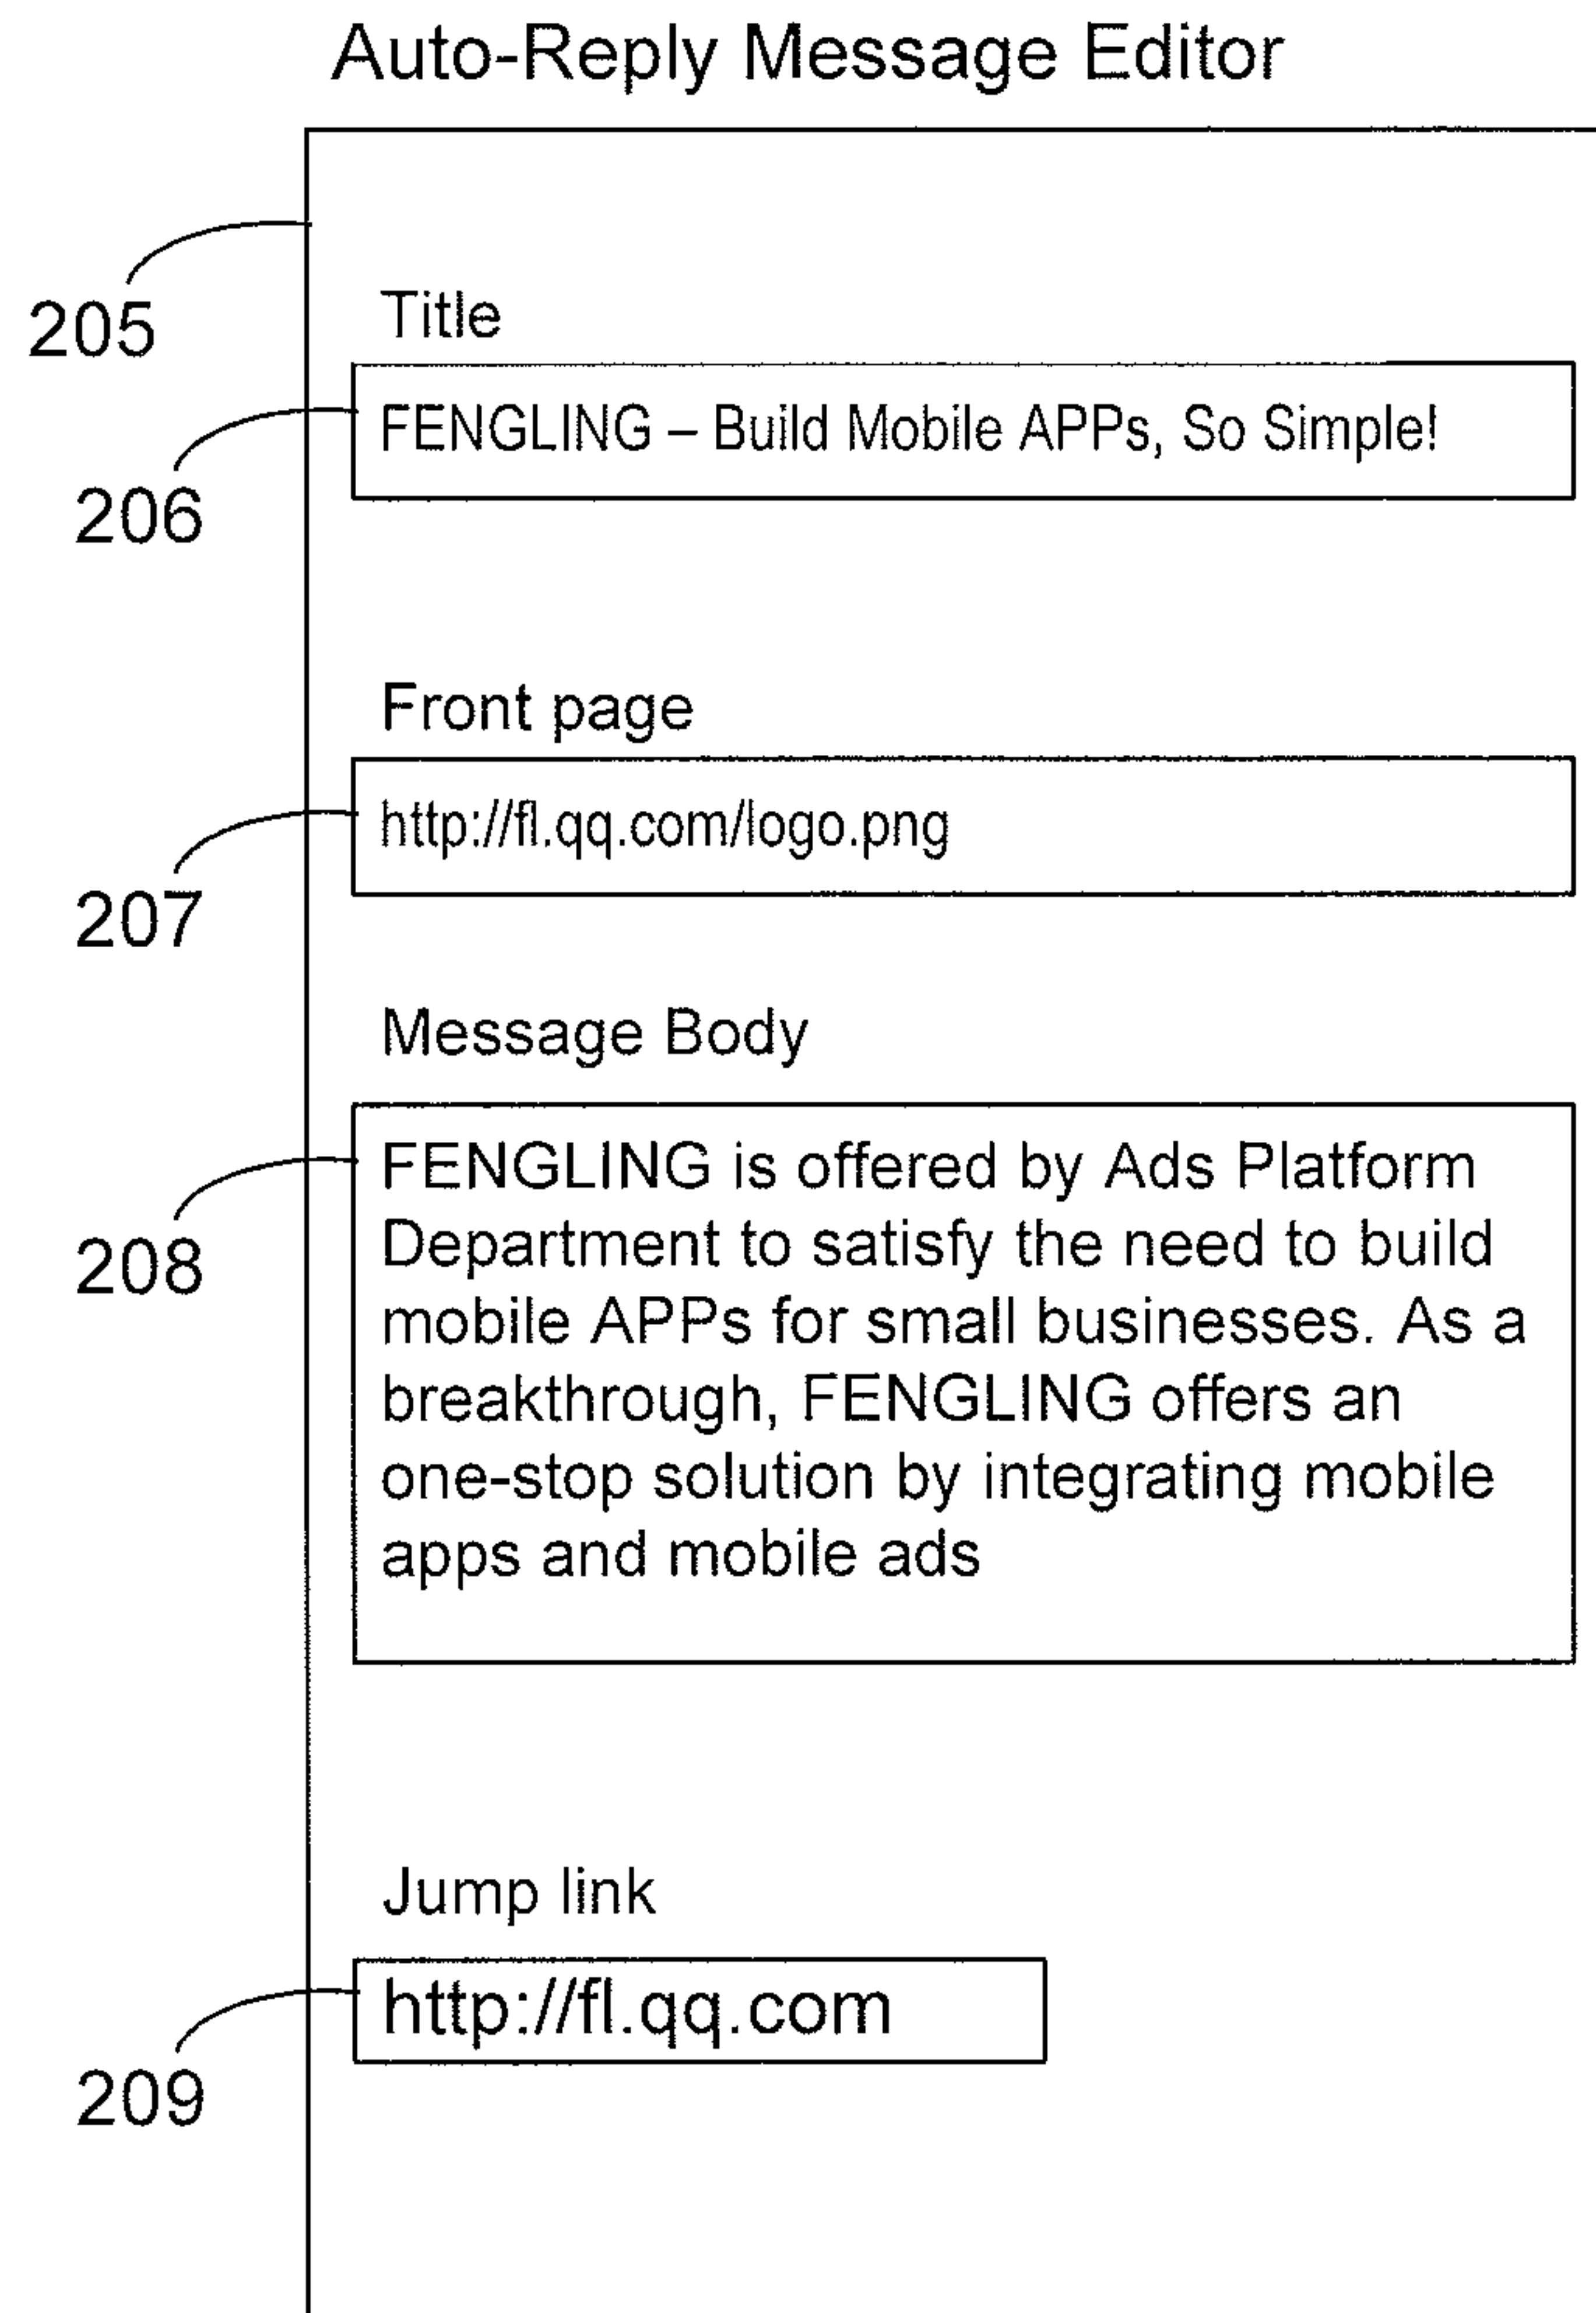 Auto-Reply Message Editor
205
Title
206
FENGLING – Build Mobile APPs, So Simple!
Front page
207
http://fl.qq.com/logo.png
Message Body
208
FENGLING is offered by Ads Platform
Department to satisfy the need to build
mobile APPs for small businesses. As a
breakthrough, FENGLING offers an
one-stop solution by integrating mobile
apps and mobile ads
Jump link
209
http://fl.qq.com